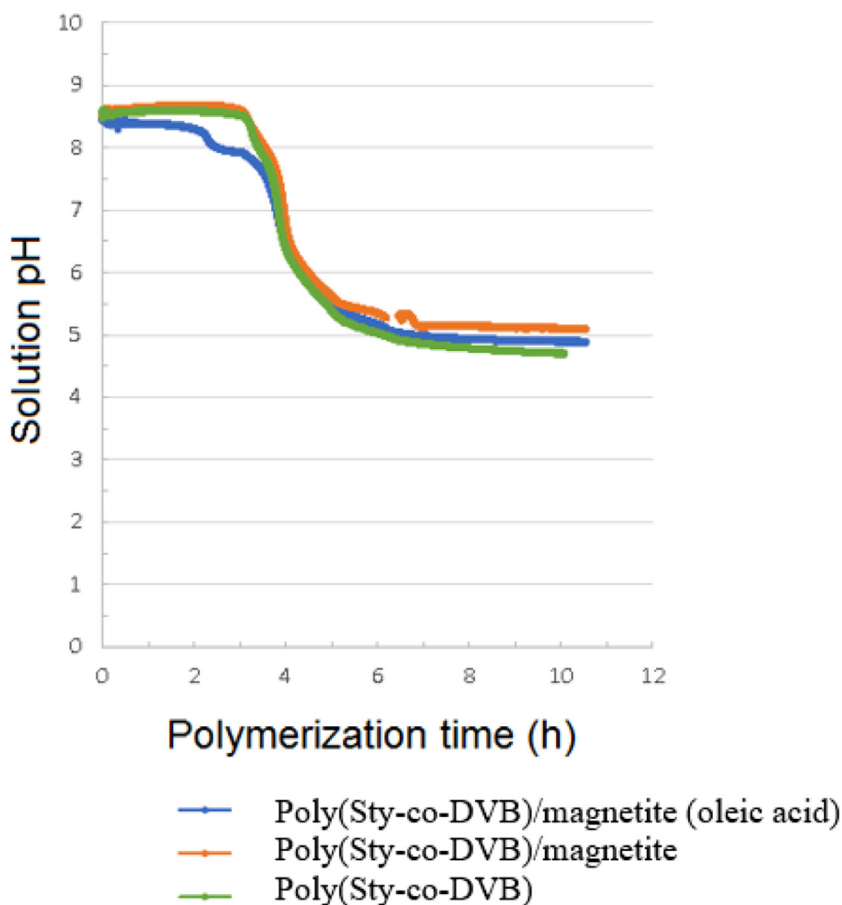 10
9
8
7
6
5
4
3
2
1
0
Solution pH
0 2 4 6 8 10 12
Polymerization time (h)
Poly(Sty-co-DVB)/magnetite (oleic acid)
Poly(Sty-co-DVB)/magnetite
Poly(Sty-co-DVB)